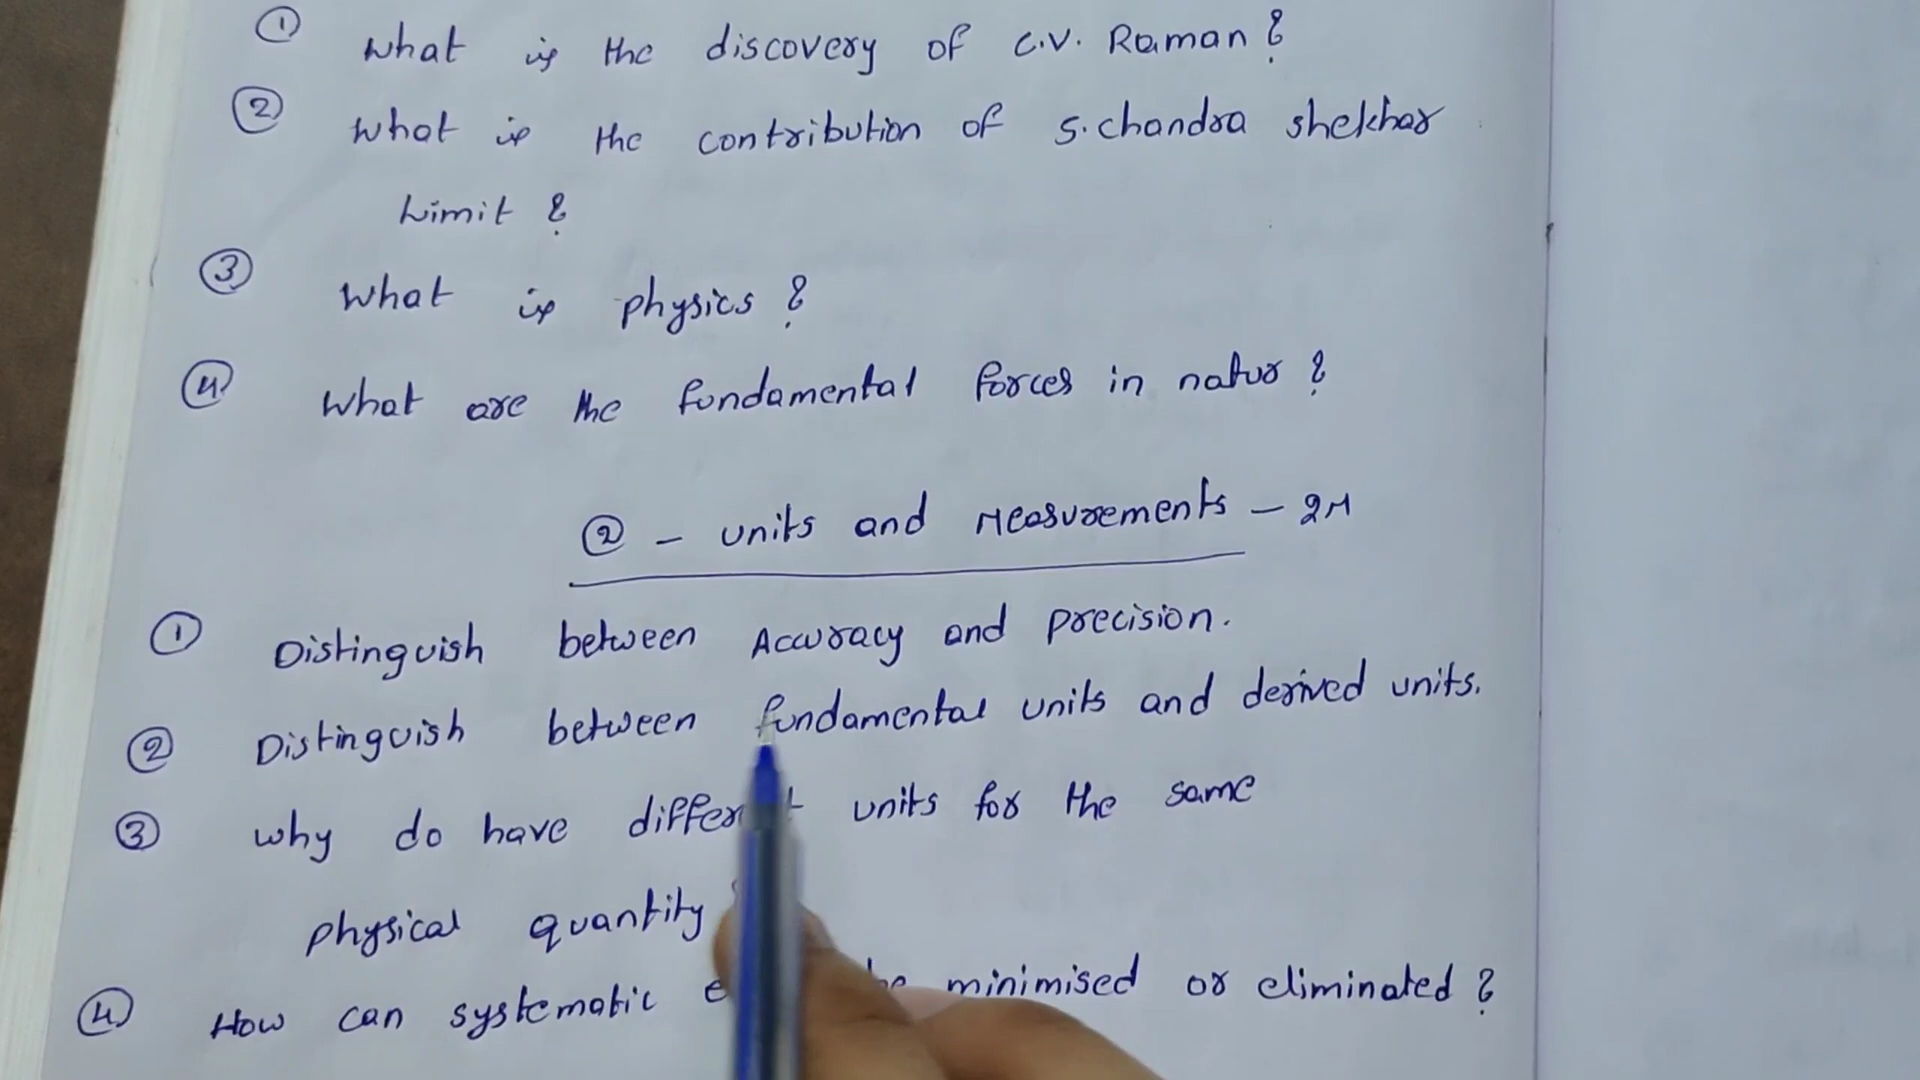 ① What is the discovery of C.V. Raman?
② What is the contribution of S. chandra shekhar
Limit?
③ What is physics?
④ What are the fundamental forces in natur?
② - units and Measurements - 2M
① Distinguish between Accuracy and precision.
② Distinguish between fundamental units and derived units.
③ why do have different units for the same
physical quantity
④ How can systematic minimised or eliminated?